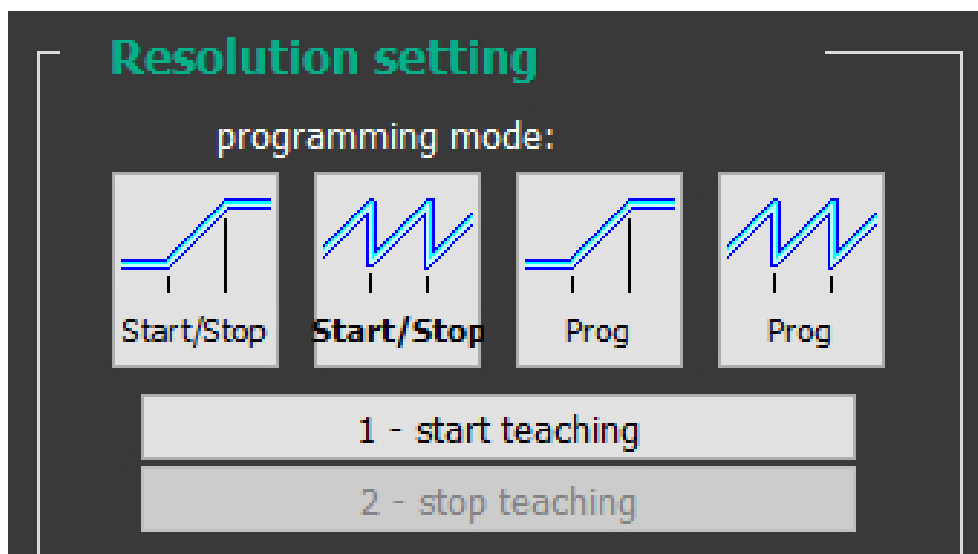 Resolution setting
programming mode:
Start/Stop Start/Stop Prog Prog
1 - start teaching
2 - stop teaching